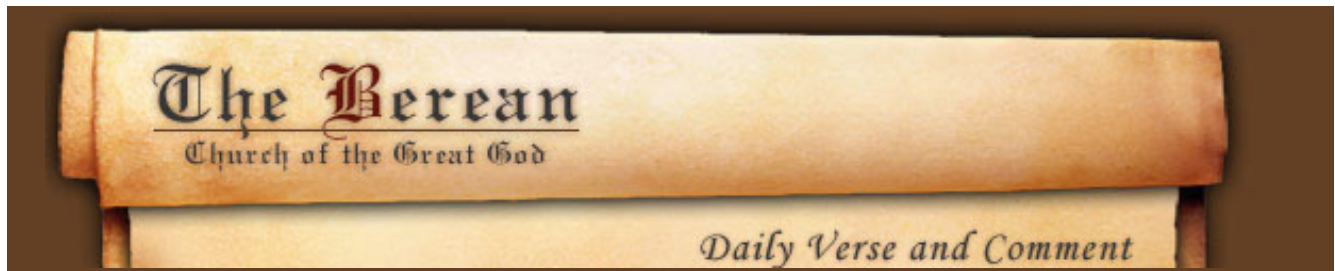 The Berean
Church of the Great God
Daily Verse and Comment